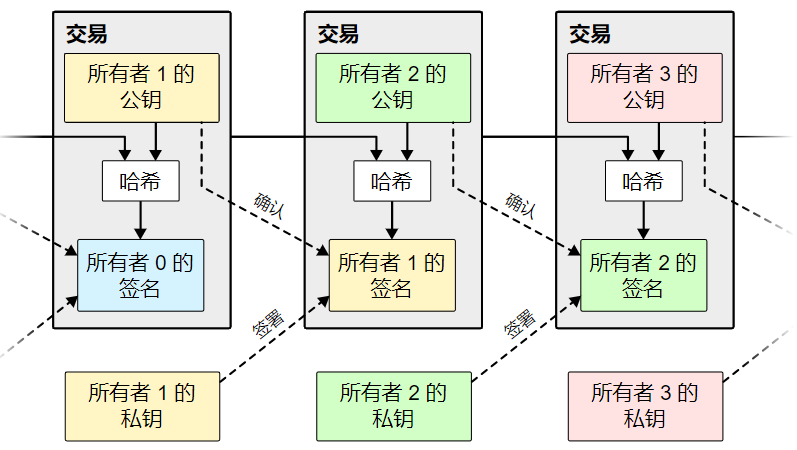 交易
所有者 1 的
公钥
哈希
所有者 0 的
签名
交易
所有者 2 的
公钥
哈希
所有者 1 的
签名
交易
所有者 3 的
公钥
哈希
所有者 2 的
签名
确认
确认
签署
签署
所有者 1 的
私钥
所有者 2 的
私钥
所有者 3 的
私钥